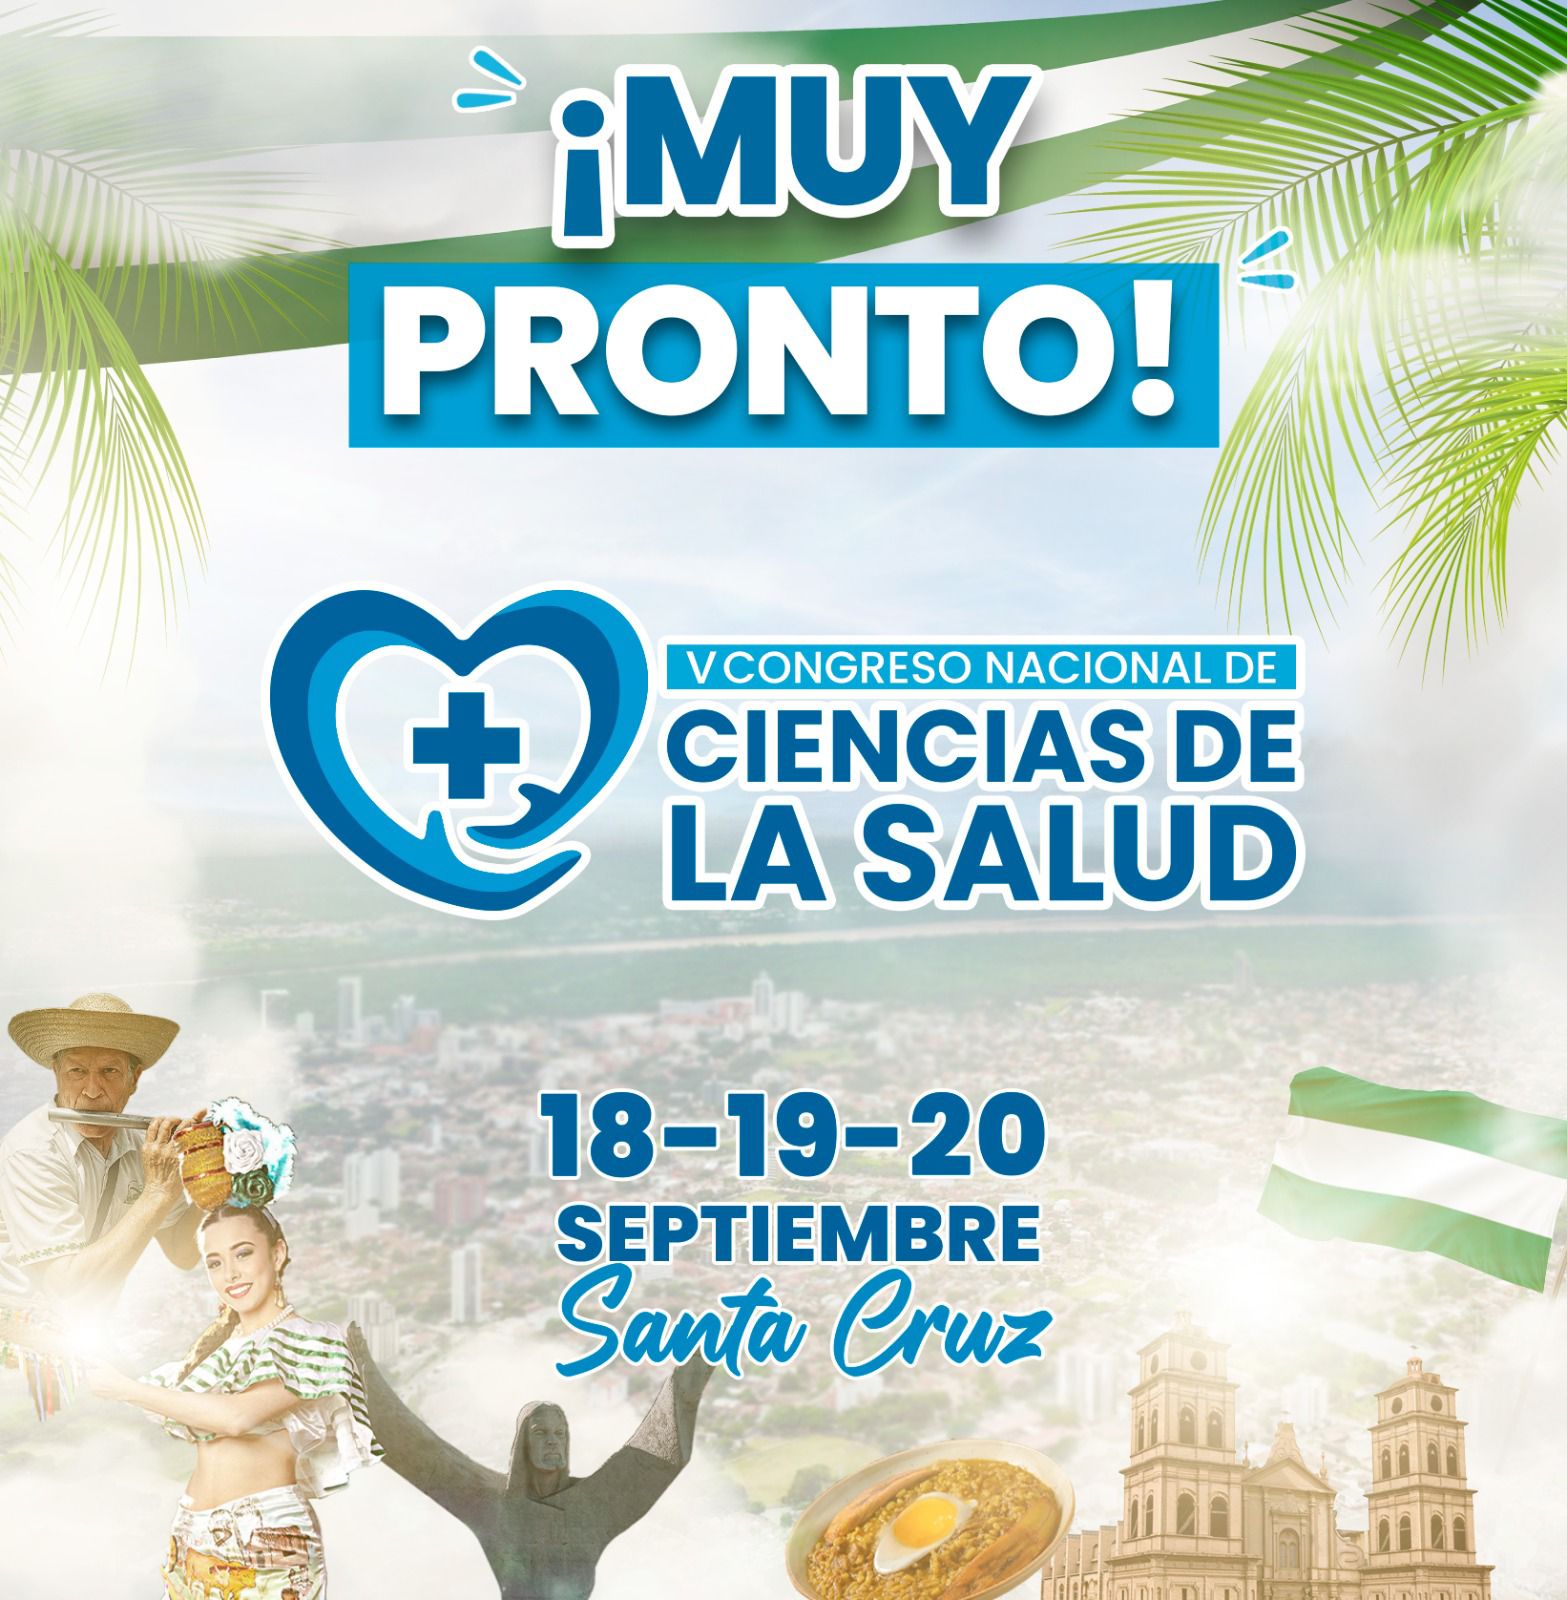 ¡MUY
PRONTO!
V CONGRESO NACIONAL DE
CIENCIAS DE
LA SALUD
18-19-20
SEPTIEMBRE
Santa Cruz